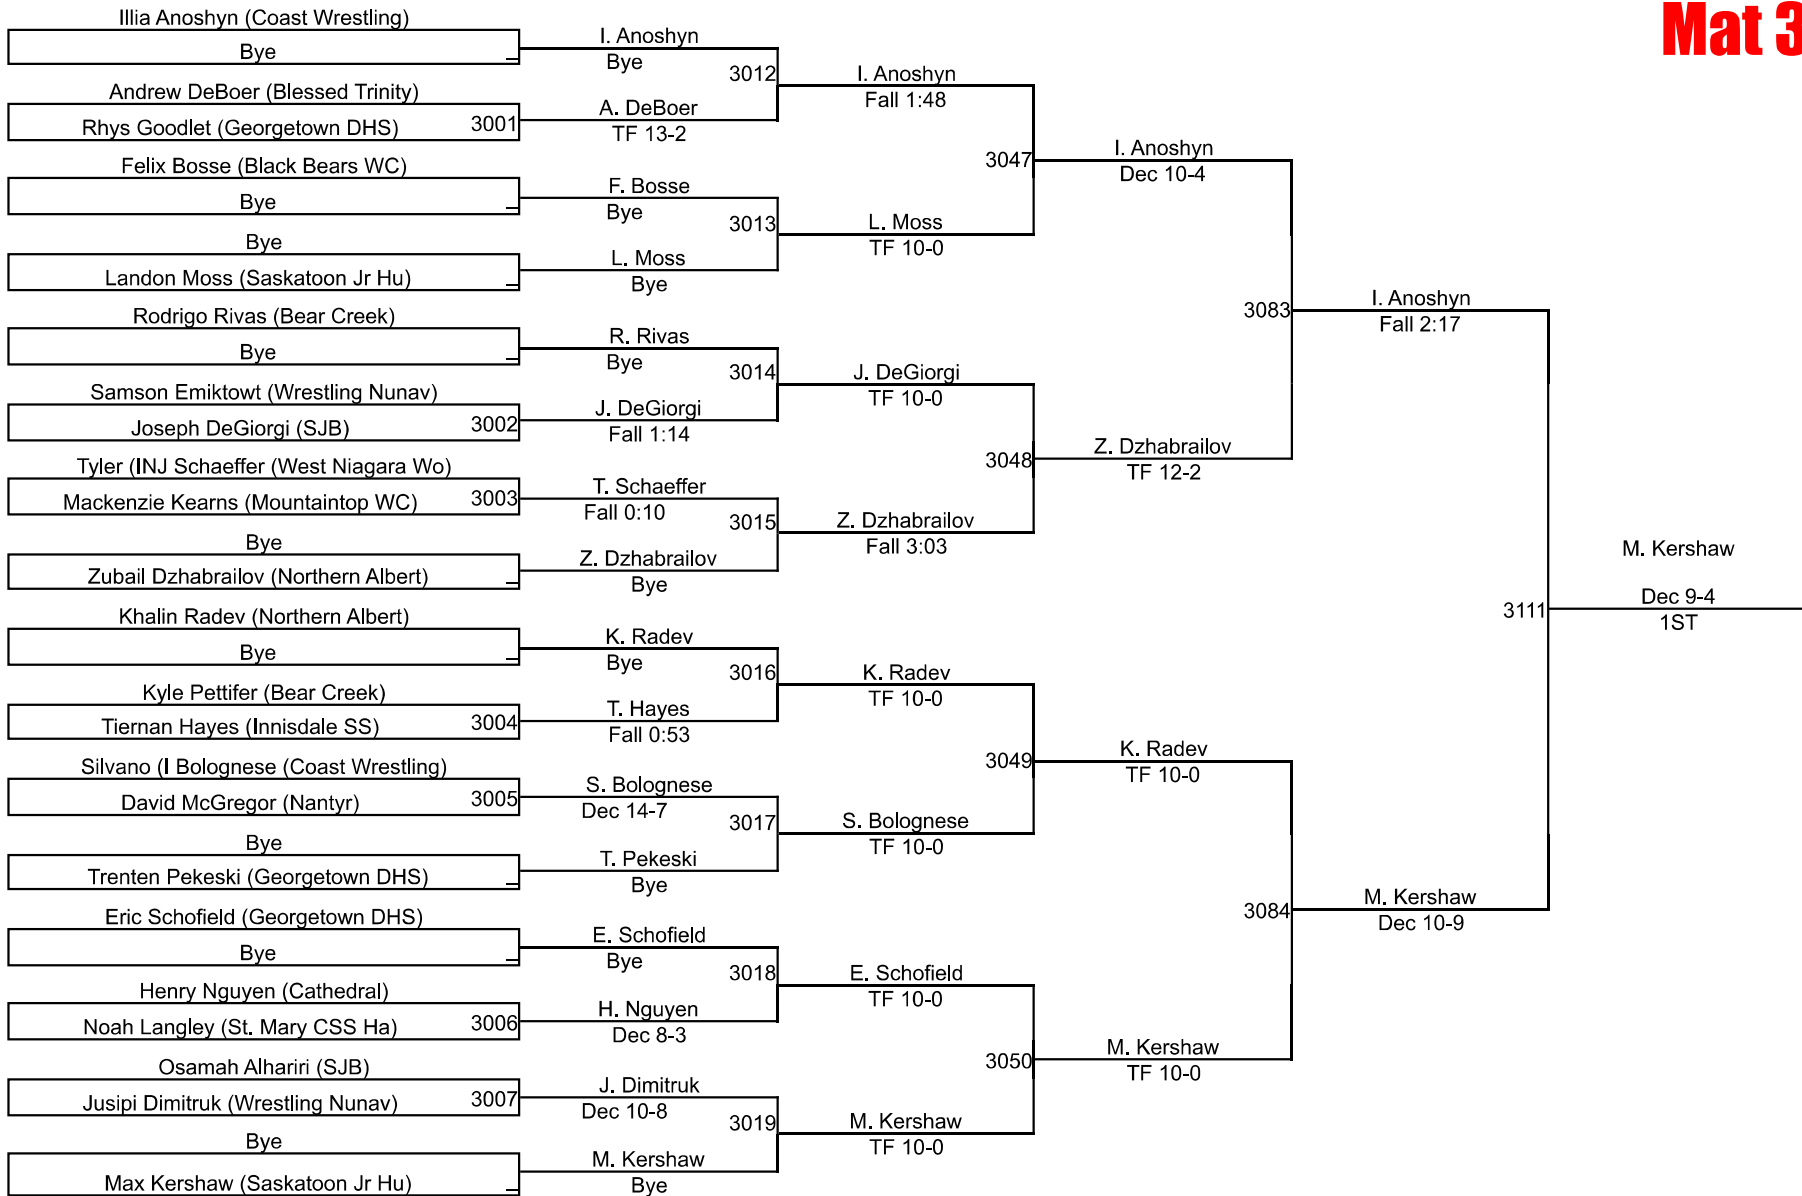 Mat 3
Illia Anoshyn (Coast Wrestling)
Bye
Andrew DeBoer (Blessed Trinity)
Rhys Goodlet (Georgetown DHS) 3001
Felix Bosse (Black Bears WC)
Bye
Bye
Landon Moss (Saskatoon Jr Hu)
Rodrigo Rivas (Bear Creek)
Bye
Samson Emiktowt (Wrestling Nunav)
Joseph DeGiorgi (SJB) 3002
Tyler (INJ Schaeffer (West Niagara Wo)
Mackenzie Kearns (Mountaintop WC) 3003
Bye
Zubail Dzhabrailov (Northern Albert)
Khalin Radev (Northern Albert)
Bye
Kyle Pettifer (Bear Creek)
Tiernan Hayes (Innisdale SS) 3004
Silvano (I Bolognese (Coast Wrestling)
David McGregor (Nantyr) 3005
Bye
Trenten Pekeski (Georgetown DHS)
Eric Schofield (Georgetown DHS)
Bye
Henry Nguyen (Cathedral)
Noah Langley (St. Mary CSS Ha) 3006
Osamah Alhariri (SJB)
Jusipi Dimitruk (Wrestling Nunav) 3007
Bye
Max Kershaw (Saskatoon Jr Hu)
I. Anoshyn
Bye
3012
A. DeBoer
TF 13-2
F. Bosse
Bye
3013
L. Moss
Bye
R. Rivas
Bye
3014
J. DeGiorgi
Fall 1:14
T. Schaeffer
Fall 0:10
3015
Z. Dzhabrailov
Bye
K. Radev
Bye
3016
T. Hayes
Fall 0:53
S. Bolognese
Dec 14-7
3017
T. Pekeski
Bye
E. Schofield
Bye
3018
H. Nguyen
Dec 8-3
J. Dimitruk
Dec 10-8
3019
M. Kershaw
Bye
I. Anoshyn
Fall 1:48
3047
L. Moss
TF 10-0
J. DeGiorgi
TF 10-0
3048
Z. Dzhabrailov
Fall 3:03
K. Radev
TF 10-0
3049
S. Bolognese
TF 10-0
E. Schofield
TF 10-0
3050
M. Kershaw
TF 10-0
I. Anoshyn
Dec 10-4
3083
Z. Dzhabrailov
TF 12-2
K. Radev
TF 10-0
3084
M. Kershaw
TF 10-0
I. Anoshyn
Fall 2:17
3111
M. Kershaw
Dec 10-9
M. Kershaw
Dec 9-4
1ST